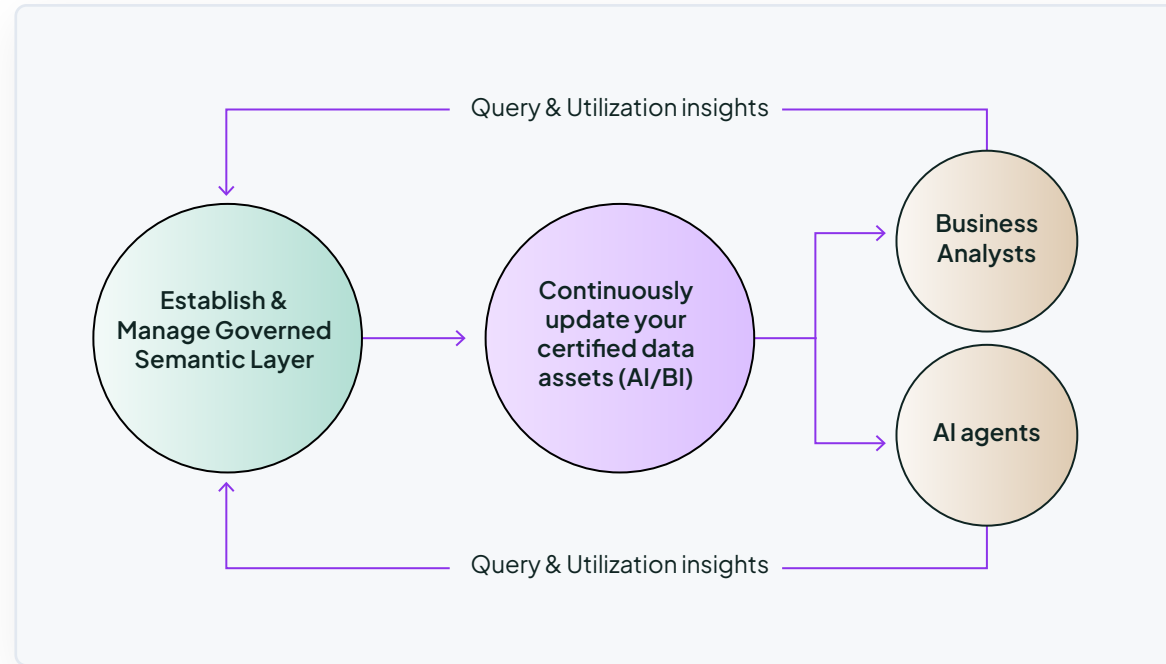 Query & Utilization insights
Establish &
Manage Governed
Semantic Layer
Continuously
update your
certified data
assets (AI/BI)
Business
Analysts
AI agents
Query & Utilization insights